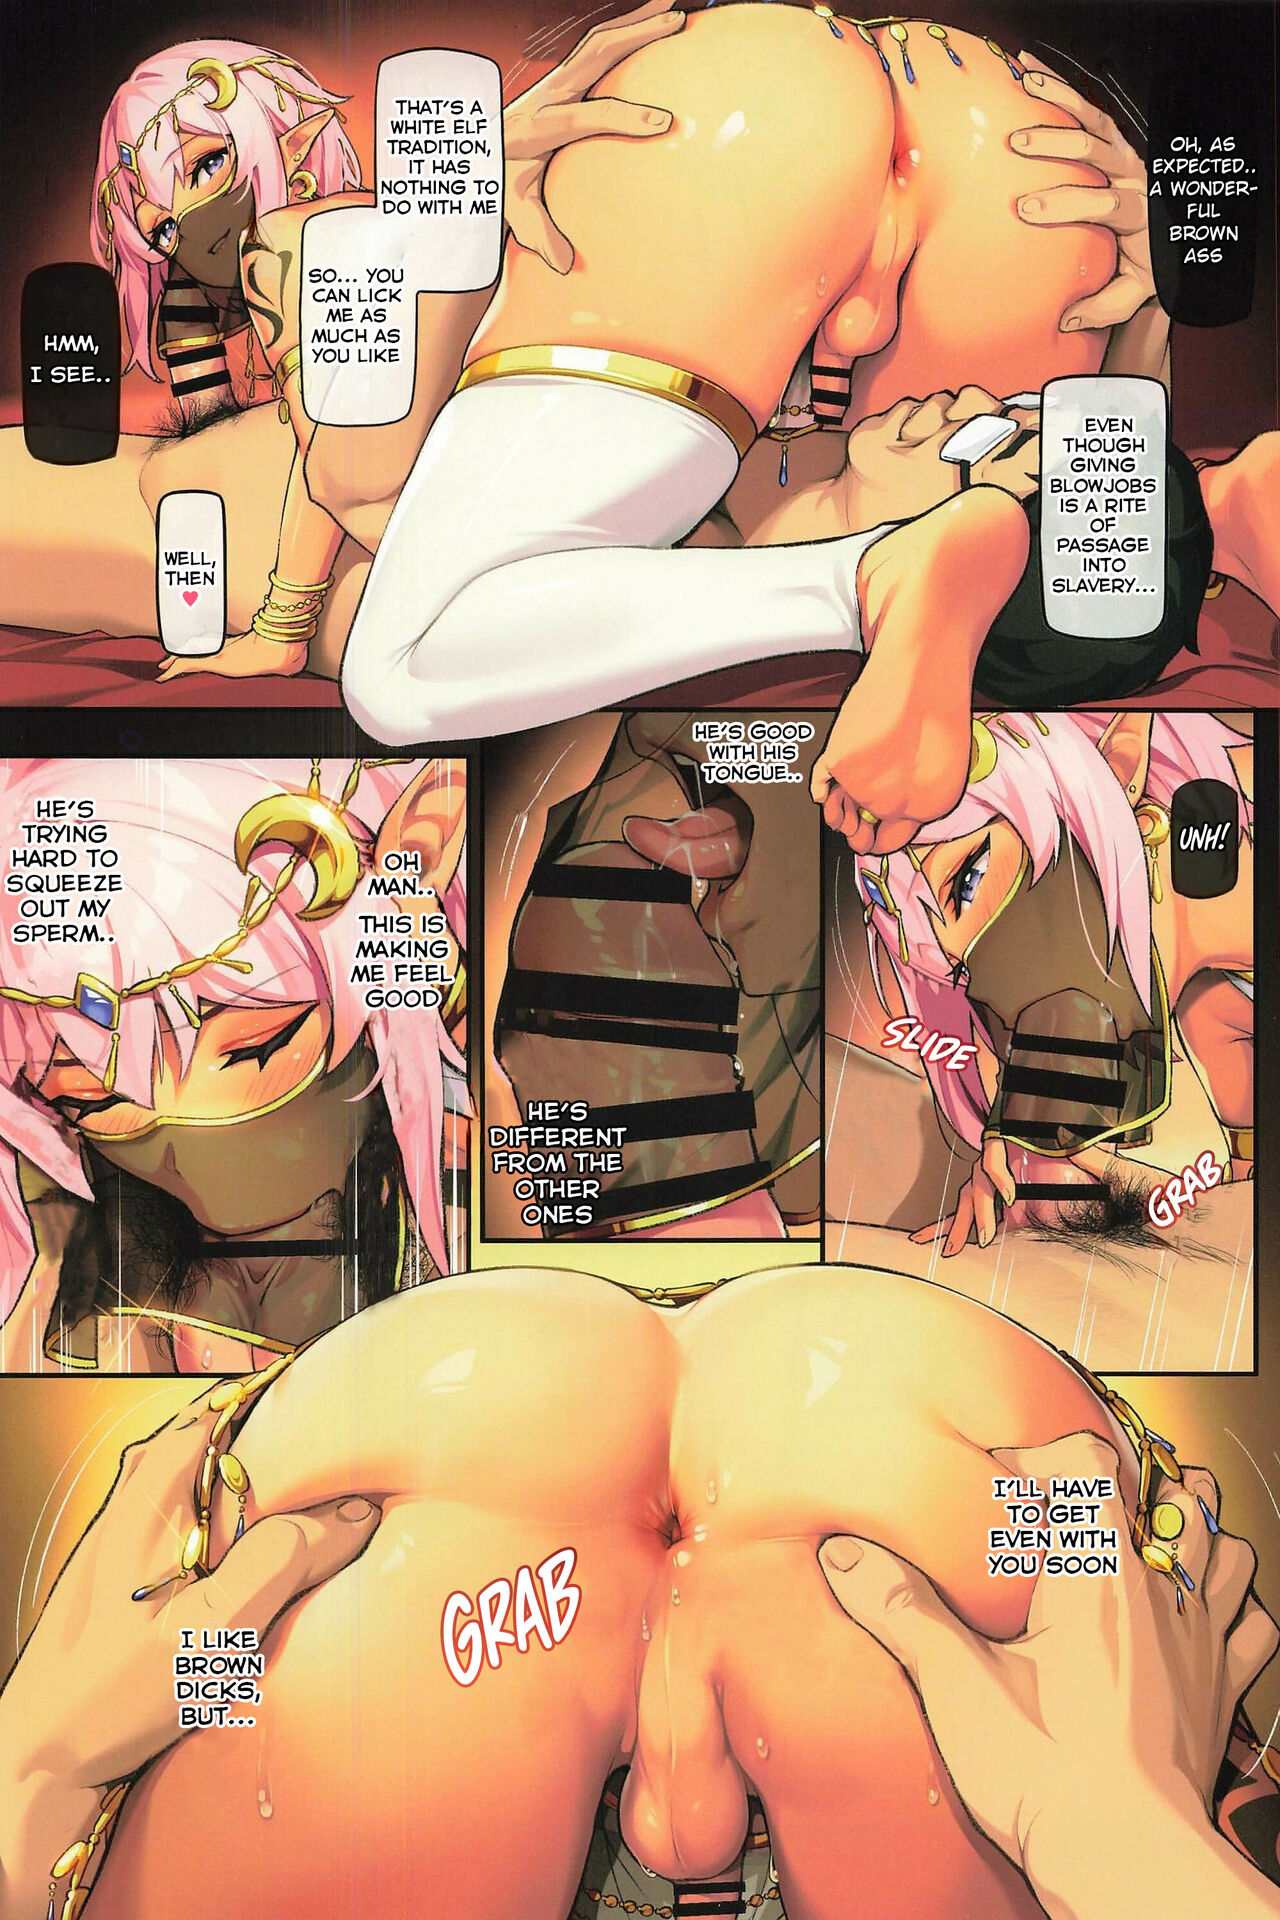 OH, AS
EXPECTED..
A WONDER-
FUL
BROWN
ASS
EVEN
THOUGH
GIVING
BLOWJOBS
IS A RITE
OF
PASSAGE
INTO
SLAVERY...
THAT'S A
WHITE ELF
TRADITION,
IT HAS
NOTHING TO
DO WITH ME
SO... YOU
CAN LICK
ME AS
MUCH AS
YOU LIKE
HMM,
I SEE..
WELL,
THEN
♥
UNH!
SLIDE
GRAB
HE'S GOOD
WITH HIS
TONGUE..
HE'S
DIFFERENT
FROM THE
OTHER
ONES
OH
MAN..
THIS IS
MAKING
ME FEEL
GOOD
HE'S
TRYING
HARD TO
SQUEEZE
OUT MY
SPERM..
I'LL HAVE
TO GET
EVEN WITH
YOU SOON
GRAB
I LIKE
BROWN
DICKS,
BUT...